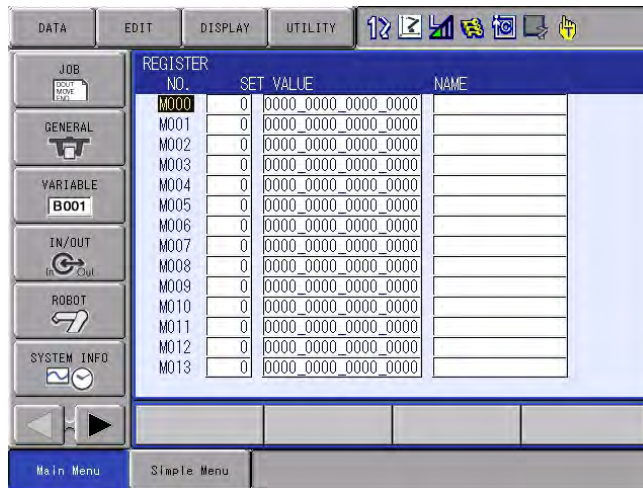 DATA EDIT DISPLAY UTILITY
JOB
DOUT
MOVE
END
GENERAL
VARIABLE
B001
IN/OUT
In Out
ROBOT
SYSTEM INFO
REGISTER
NO. SET VALUE NAME
M000 0 0000_0000_0000_0000
M001 0 0000_0000_0000_0000
M002 0 0000_0000_0000_0000
M003 0 0000_0000_0000_0000
M004 0 0000_0000_0000_0000
M005 0 0000_0000_0000_0000
M006 0 0000_0000_0000_0000
M007 0 0000_0000_0000_0000
M008 0 0000_0000_0000_0000
M009 0 0000_0000_0000_0000
M010 0 0000_0000_0000_0000
M011 0 0000_0000_0000_0000
M012 0 0000_0000_0000_0000
M013 0 0000_0000_0000_0000
Main Menu Simple Menu